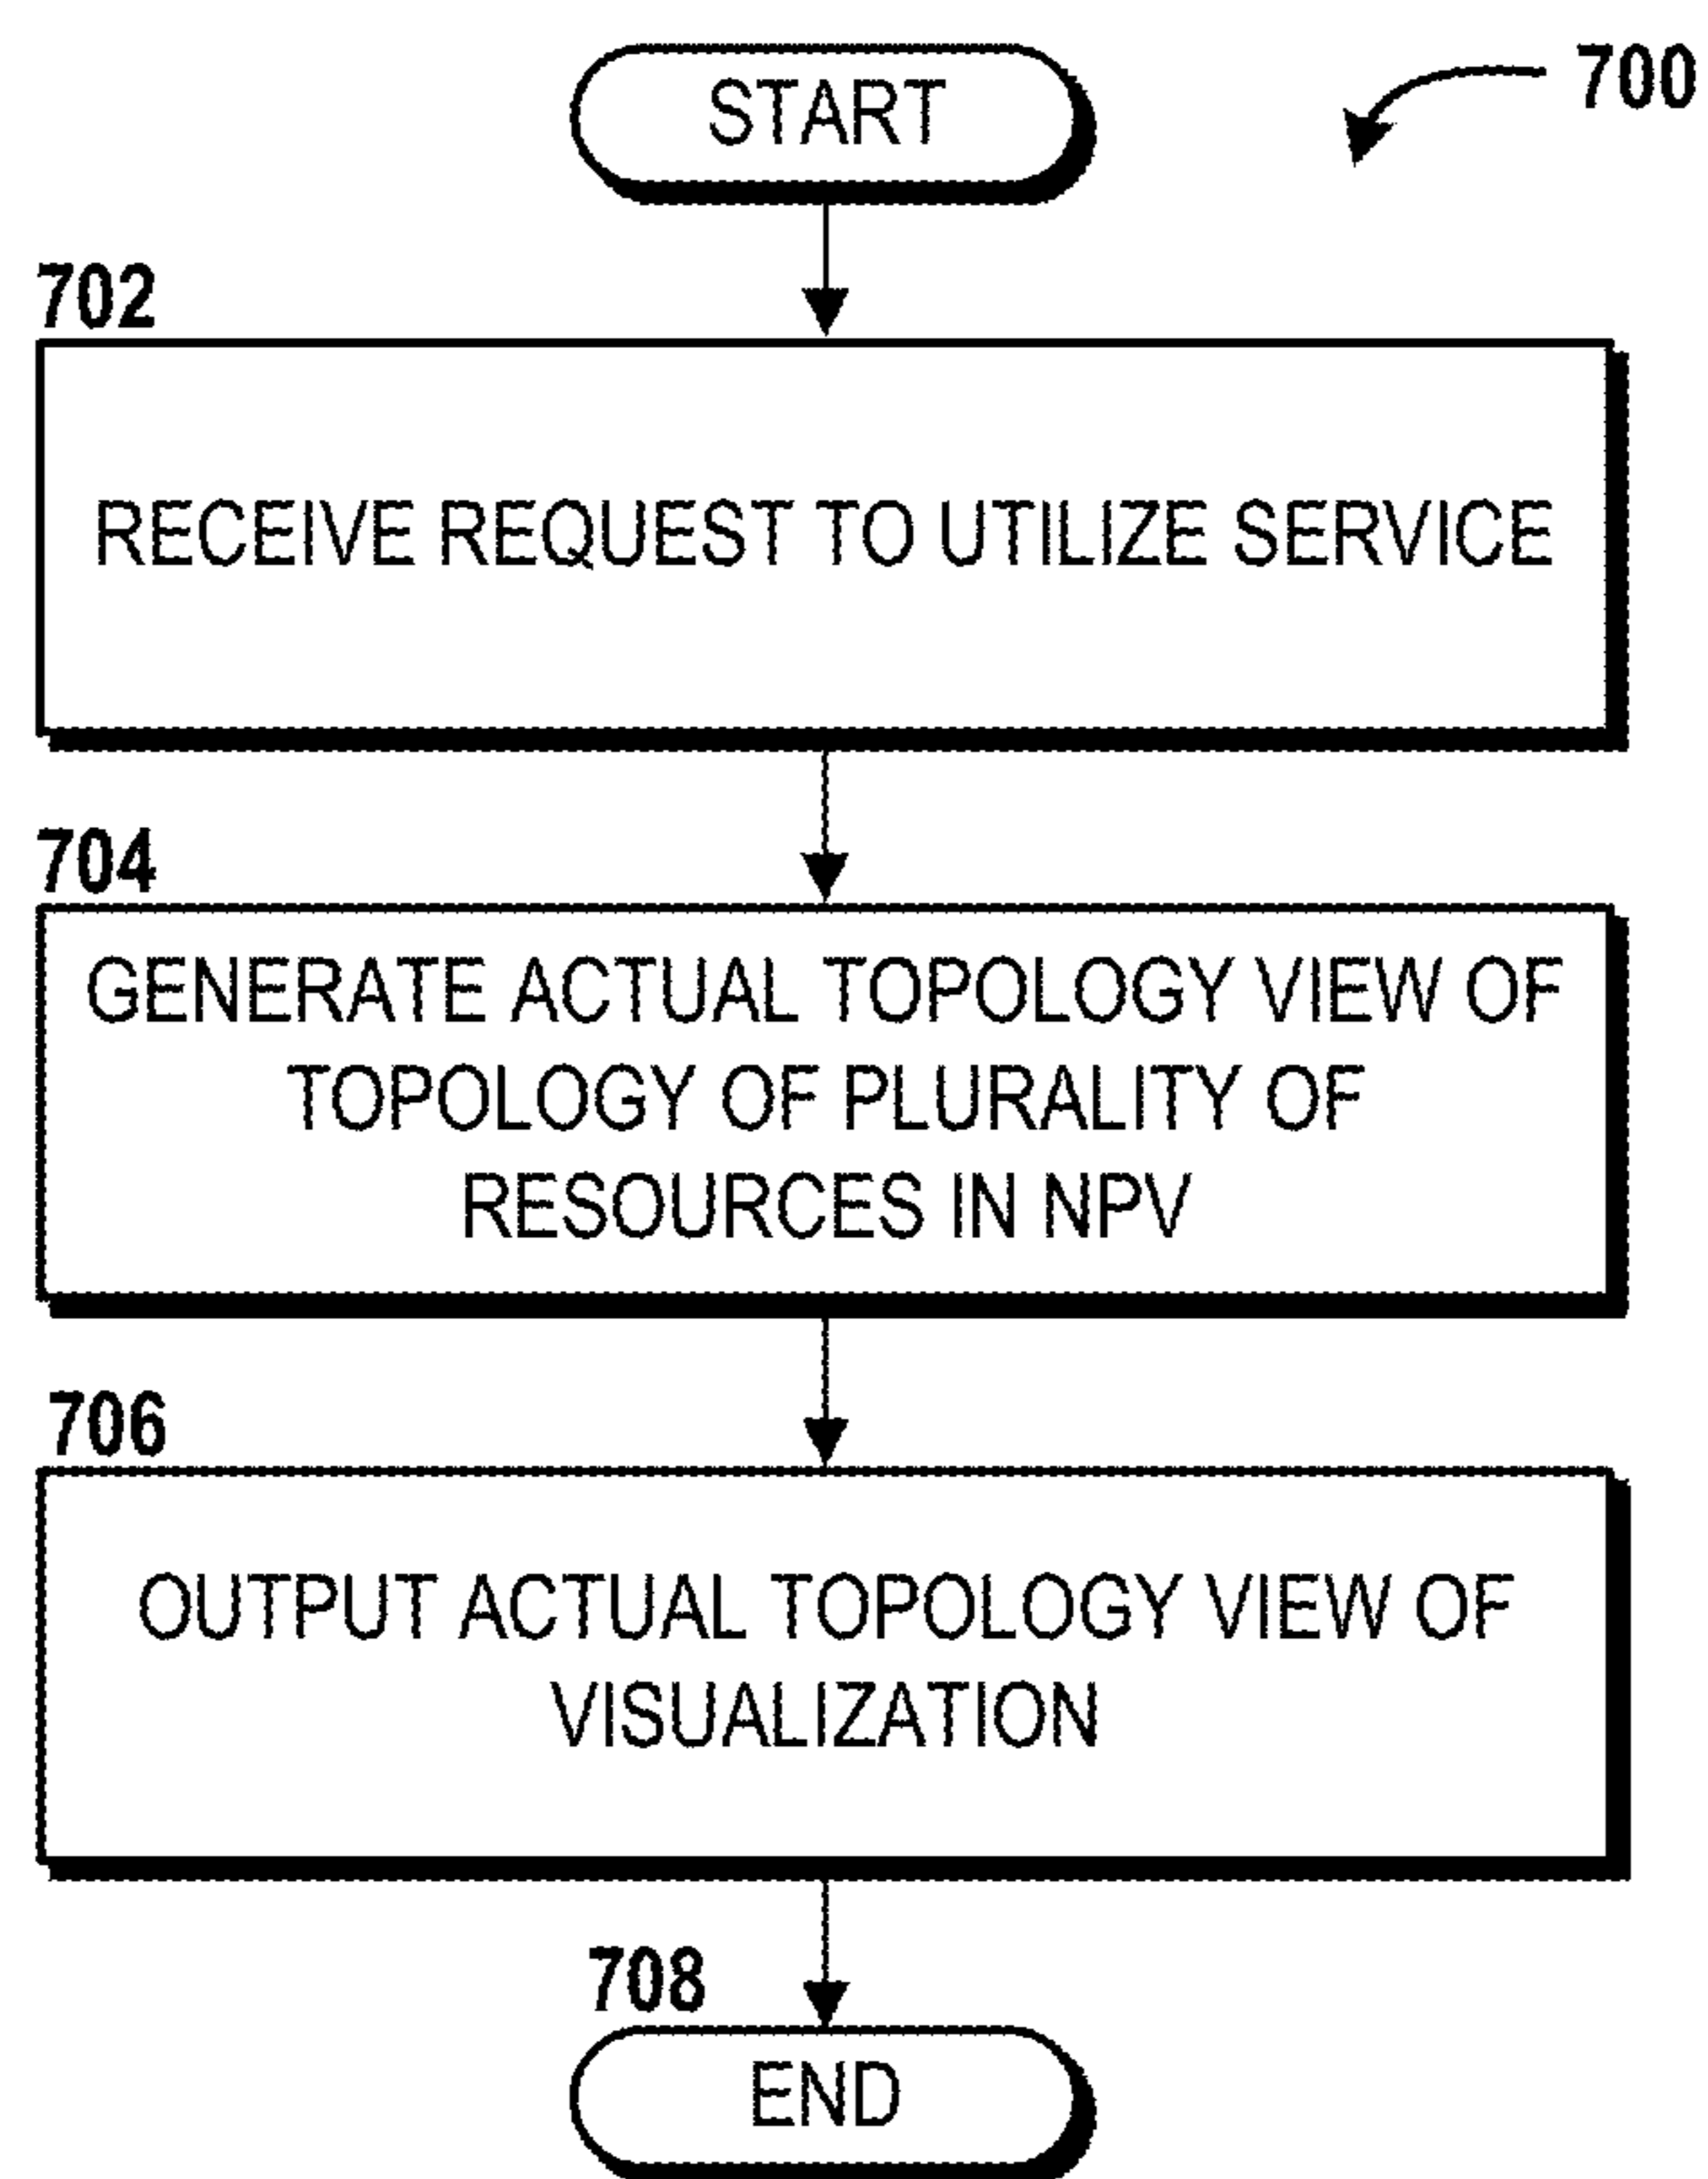 START
700
702
RECEIVE REQUEST TO UTILIZE SERVICE
704
GENERATE ACTUAL TOPOLOGY VIEW OF
TOPOLOGY OF PLURALITY OF
RESOURCES IN NPV
706
OUTPUT ACTUAL TOPOLOGY VIEW OF
VISUALIZATION
708
END